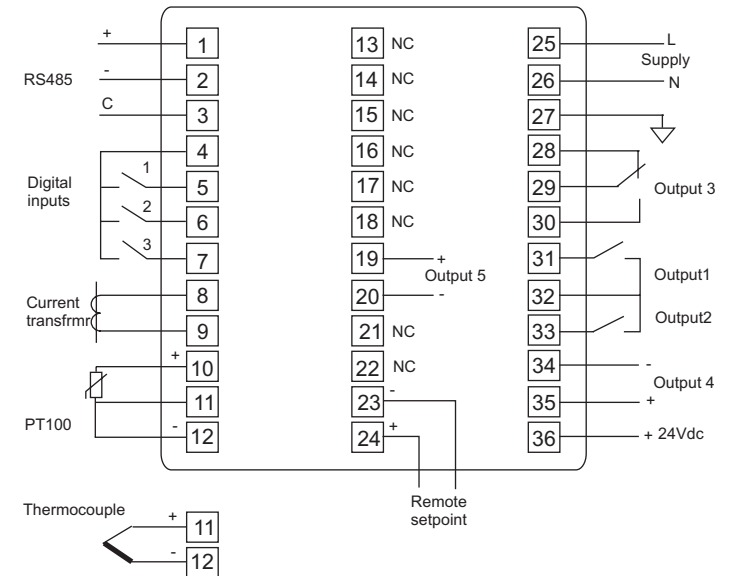 + 1 13 NC 25 L
Supply
RS485 - 2 14 NC 26 N
C 3 15 NC 27
4 16 NC 28
Digital
inputs
1 5 17 NC 29 Output 3
2 6 18 NC 30
3 7 19 + 31
Output 5
Output1
8 20 - 32
Current
transfrmr
9 21 NC 33 Output2
+ 10 22 NC 34 -
Output 4
11 23 - 35 +
PT100
- 12 24 + 36 + 24Vdc
Remote
setpoint
Thermocouple
+ 11
- 12